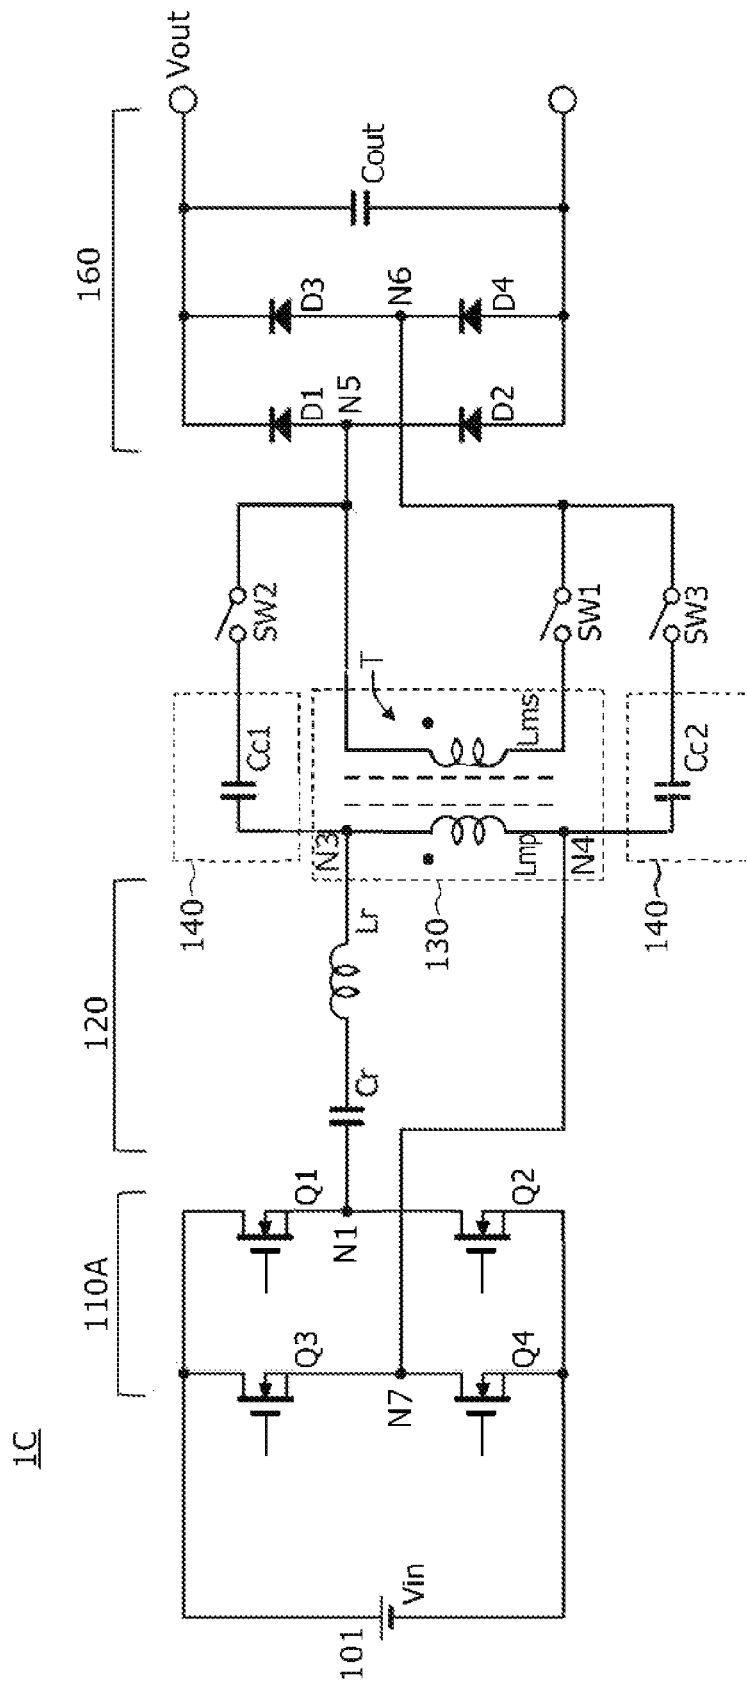 1C
110A
120
160
101
Vin
Q3
Q4
N7
Q1
Q2
N1
Cr
Lr
140
Cc1
SW2
130
N3
Lmp
N4
T
Lms
SW1
140
Cc2
SW3
D1
N5
D2
D3
N6
D4
Cout
Vout